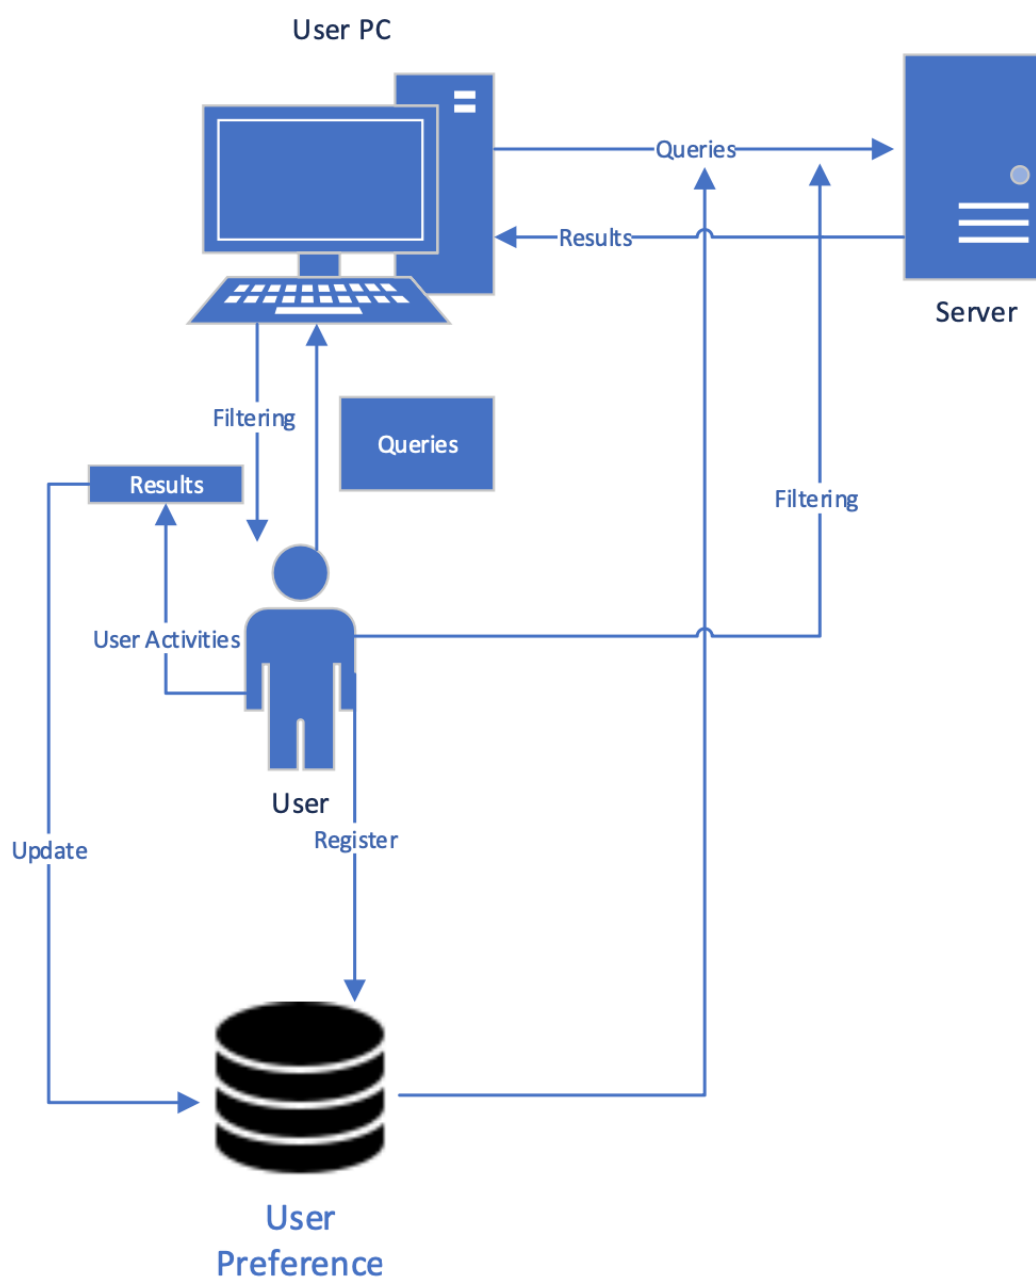 User PC
Queries
Results
Server
Filtering
Queries
Results
Filtering
User Activities
User
Register
Update
User
Preference